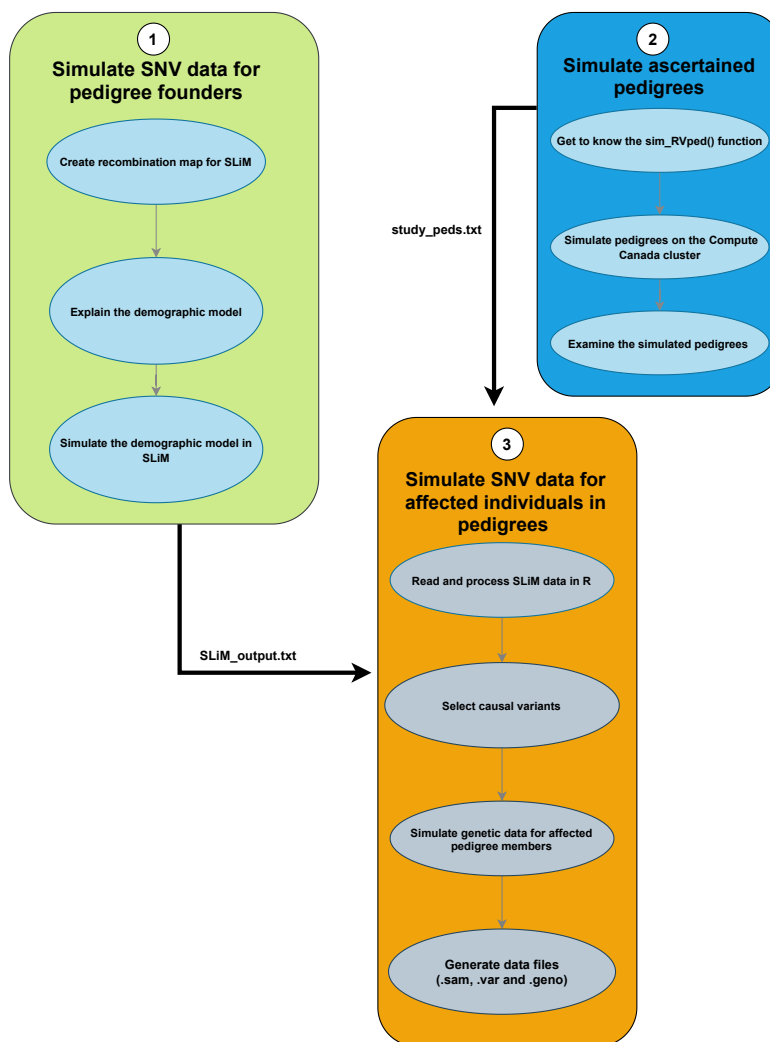 1
Simulate SNV data for
pedigree founders
Create recombination map for SLiM
Explain the demographic model
Simulate the demographic model in
SLiM
SLiM_output.txt
2
Simulate ascertained
pedigrees
Get to know the sim_RVped() function
Simulate pedigrees on the Compute
Canada cluster
Examine the simulated pedigrees
study_peds.txt
3
Simulate SNV data for
affected individuals in
pedigrees
Read and process SLiM data in R
Select causal variants
Simulate genetic data for affected
pedigree members
Generate data files
(.sam, .var and .geno)